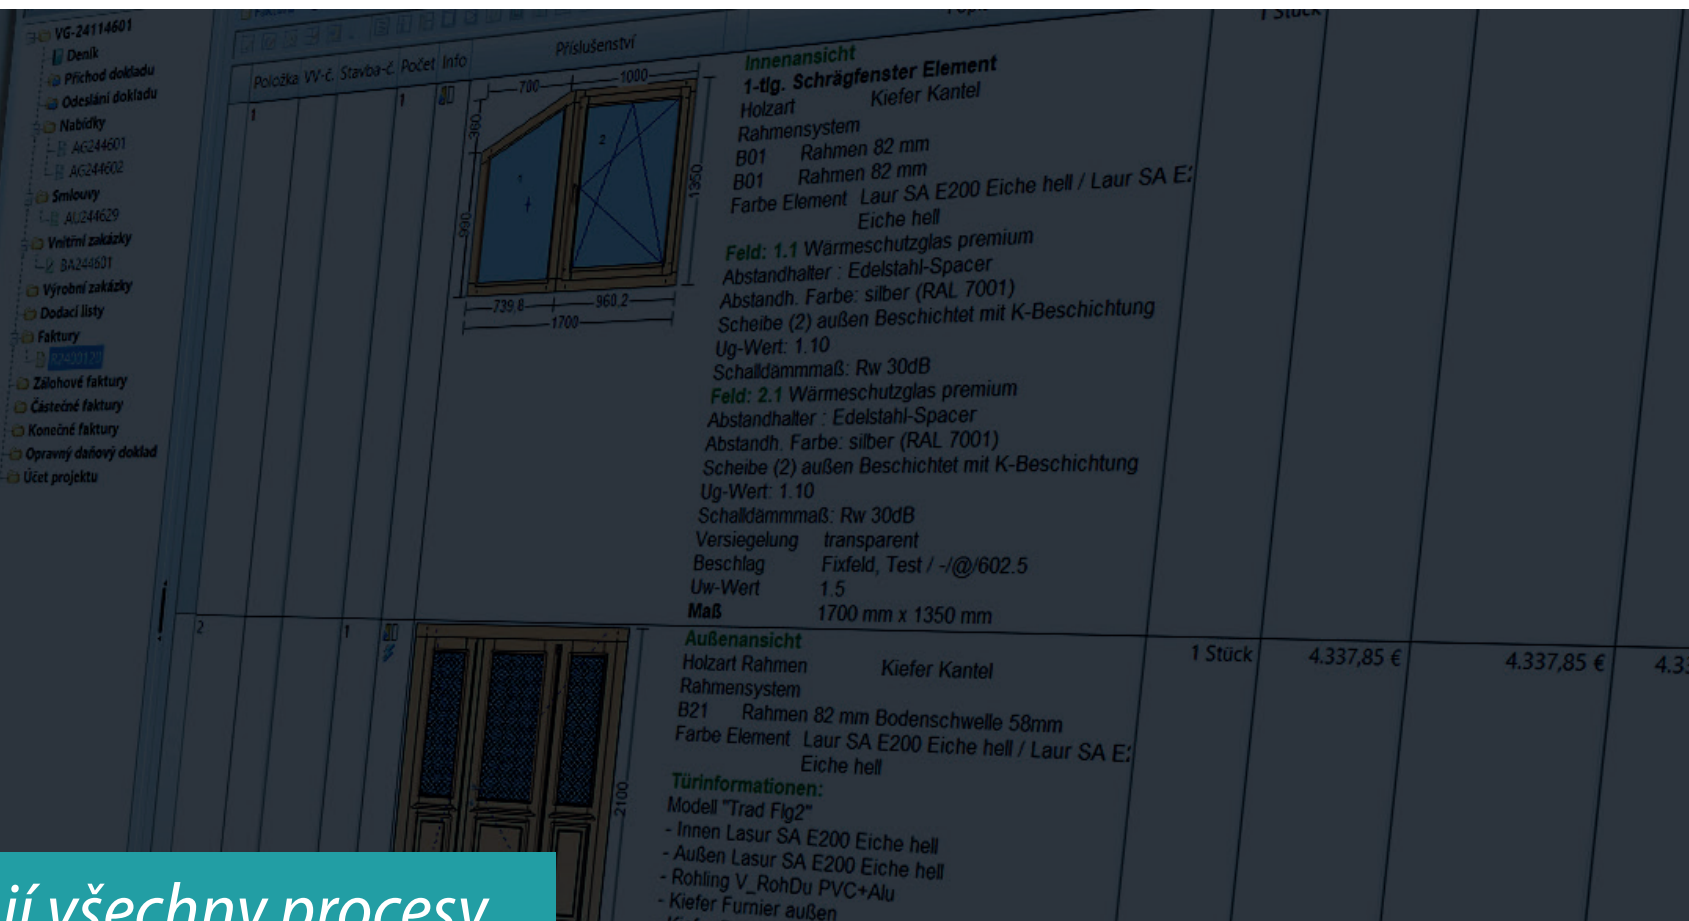 VG-24114601
Deník
Příchod dokladu
Odeslání dokladu
Nabídky
AG244601
AG244602
Smlouvy
AU244629
Vnitřní zakázky
BA244601
Výrobní zakázky
Dodací listy
Faktury
R2400120
Zálohové faktury
Částečné faktury
Konečné faktury
Opravný daňový doklad
Účet projektu
Položka VV-č. Stavba-č. Počet Info Příslušenství
1 Stück
1 1
700 1000
360
990
1350
1
2
739,8 960,2
1700
Innenansicht
1-tlg. Schrägfenster Element
Holzart Kiefer Kantel
Rahmensystem
B01 Rahmen 82 mm
B01 Rahmen 82 mm
Farbe Element Laur SA E200 Eiche hell / Laur SA E
Eiche hell
Feld: 1.1 Wärmeschutzglas premium
Abstandhalter : Edelstahl-Spacer
Abstandh. Farbe: silber (RAL 7001)
Scheibe (2) außen Beschichtet mit K-Beschichtung
Ug-Wert: 1.10
Schalldämmmaß: Rw 30dB
Feld: 2.1 Wärmeschutzglas premium
Abstandhalter : Edelstahl-Spacer
Abstandh. Farbe: silber (RAL 7001)
Scheibe (2) außen Beschichtet mit K-Beschichtung
Ug-Wert: 1.10
Schalldämmmaß: Rw 30dB
Versiegelung transparent
Beschlag Fixfeld, Test / -/@/602.5
Uw-Wert 1.5
Maß 1700 mm x 1350 mm
2 1
2100
Außenansicht
Holzart Rahmen Kiefer Kantel
Rahmensystem
B21 Rahmen 82 mm Bodenschwelle 58mm
Farbe Element Laur SA E200 Eiche hell / Laur SA E
Eiche hell
Türinformationen:
Modell "Trad Flg2"
- Innen Lasur SA E200 Eiche hell
- Außen Lasur SA E200 Eiche hell
- Rohling V_RohDu PVC+Alu
- Kiefer Furnier außen
1 Stück 4.337,85 € 4.337,85 € 4.33
jí všechny procesy